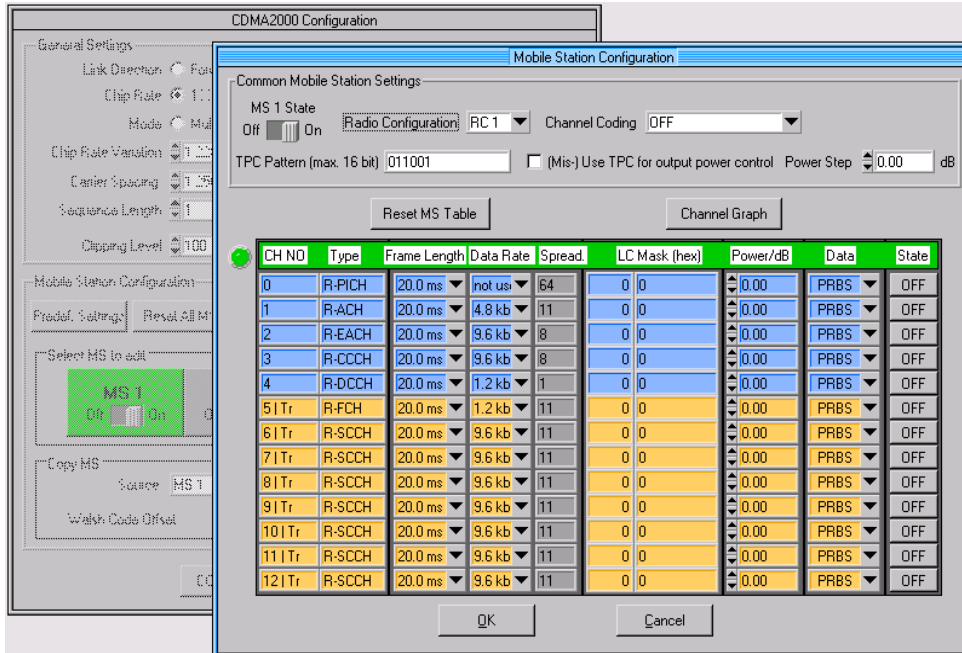 CDMA2000 Configuration
General Settings
Link Direction
Chip Rate
Mode
Chip Rate Variation
Carrier Spacing
Sequence Length 1
Clipping Level 100
Mobile Station Configuration
Predef. Settings
Select MS to edit
MS 1
Off On
Copy MS
Source MS 1
Walsh Code Offset
Mobile Station Configuration
Common Mobile Station Settings
MS 1 State
Off On Radio Configuration RC 1 Channel Coding OFF
TPC Pattern (max. 16 bit) 011001 (Mis-) Use TPC for output power control Power Step 0.00 dB
Reset MS Table Channel Graph
CH NO Type Frame Length Data Rate Spread. LC Mask (hex) Power/dB Data State
0 R-PICH 20.0 ms not us 64 0 0 0.00 PRBS OFF
1 R-ACH 20.0 ms 4.8 kb 11 0 0 0.00 PRBS OFF
2 R-EACH 20.0 ms 9.6 kb 8 0 0 0.00 PRBS OFF
3 R-CCCH 20.0 ms 9.6 kb 8 0 0 0.00 PRBS OFF
4 R-DCCH 20.0 ms 1.2 kb 1 0 0 0.00 PRBS OFF
5 | Tr R-FCH 20.0 ms 1.2 kb 11 0 0 0.00 PRBS OFF
6 | Tr R-SCCH 20.0 ms 9.6 kb 11 0 0 0.00 PRBS OFF
7 | Tr R-SCCH 20.0 ms 9.6 kb 11 0 0 0.00 PRBS OFF
8 | Tr R-SCCH 20.0 ms 9.6 kb 11 0 0 0.00 PRBS OFF
9 | Tr R-SCCH 20.0 ms 9.6 kb 11 0 0 0.00 PRBS OFF
10 | Tr R-SCCH 20.0 ms 9.6 kb 11 0 0 0.00 PRBS OFF
11 | Tr R-SCCH 20.0 ms 9.6 kb 11 0 0 0.00 PRBS OFF
12 | Tr R-SCCH 20.0 ms 9.6 kb 11 0 0 0.00 PRBS OFF
OK Cancel